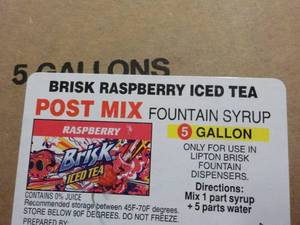 5 GALLONS
BRISK RASPBERRY ICED TEA
POST MIX FOUNTAIN SYRUP
RASPBERRY
Brisk
ICED TEA
5 GALLON
ONLY FOR USE IN
LIPTON BRISK
FOUNTAIN
DISPENSERS.
Directions:
Mix 1 part syrup
+ 5 parts water
CONTAINS 0% JUICE
Recommended storage between 45F-70F degrees.
STORE BELOW 90F DEGREES. DO NOT FREEZE.
PREPARED BY